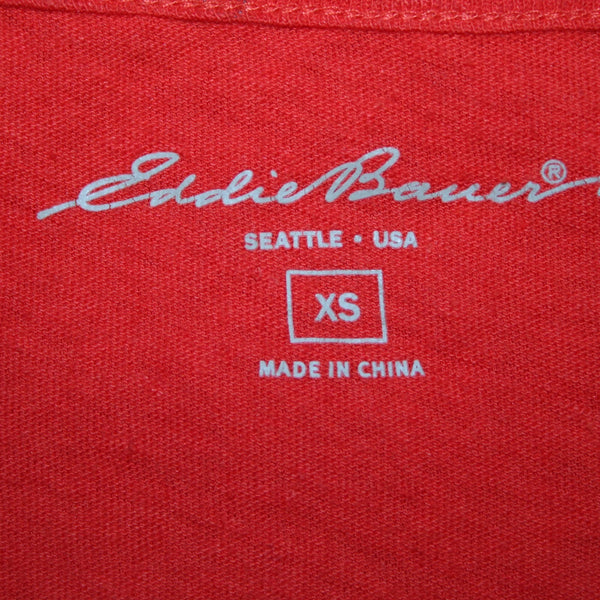 Eddie Bauer®
SEATTLE • USA
XS
MADE IN CHINA